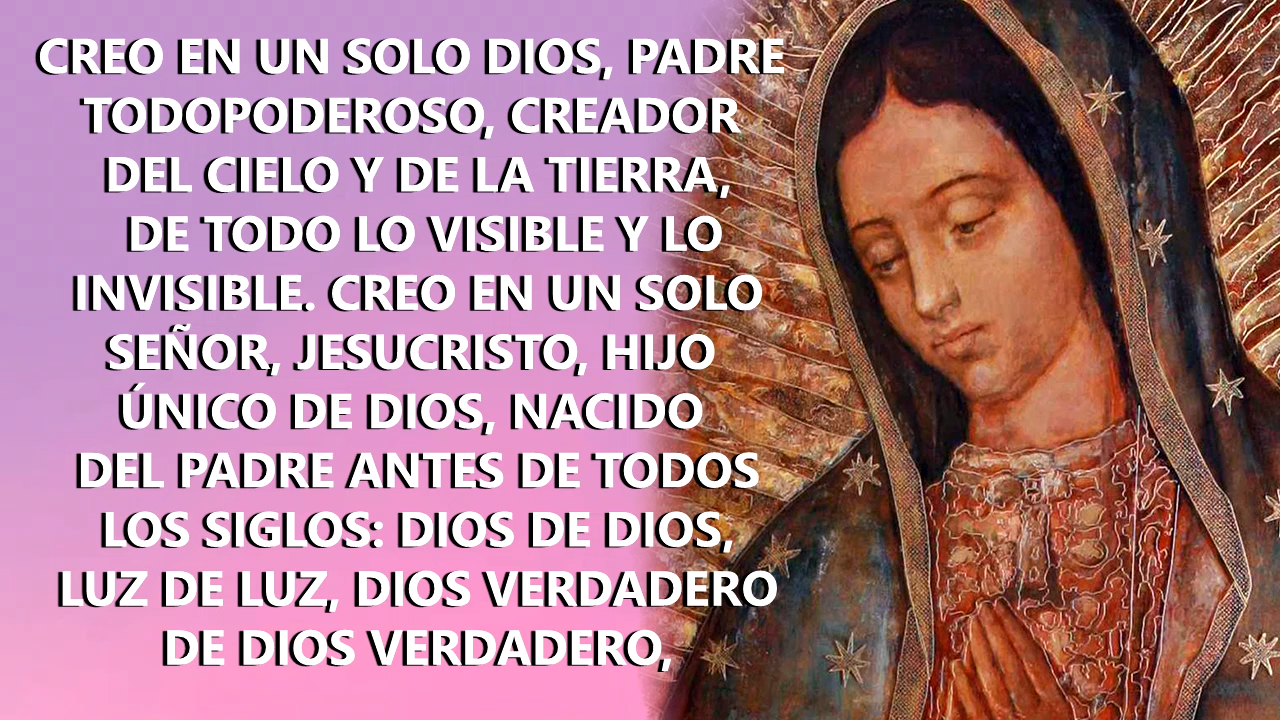 CREO EN UN SOLO DIOS, PADRE
TODOPODEROSO, CREADOR
DEL CIELO Y DE LA TIERRA,
DE TODO LO VISIBLE Y LO
INVISIBLE. CREO EN UN SOLO
SEÑOR, JESUCRISTO, HIJO
ÚNICO DE DIOS, NACIDO
DEL PADRE ANTES DE TODOS
LOS SIGLOS: DIOS DE DIOS,
LUZ DE LUZ, DIOS VERDADERO
DE DIOS VERDADERO,